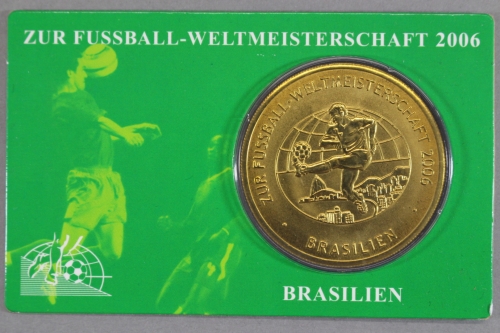 ZUR FUSSBALL-WELTMEISTERSCHAFT 2006
ZUR FUSSBALL-WELTMEISTERSCHAFT 2006
· BRASILIEN ·
BRASILIEN